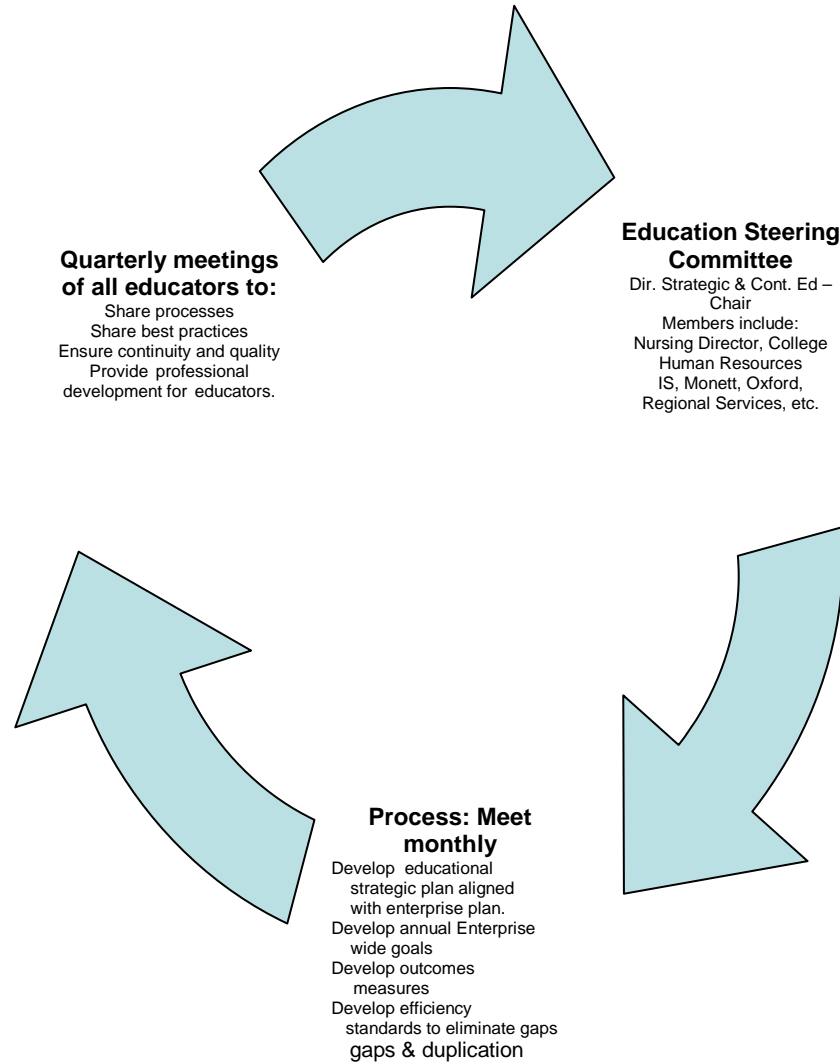 Quarterly meetings
of all educators to:
Share processes
Share best practices
Ensure continuity and quality
Provide professional
development for educators.
Education Steering
Committee
Dir. Strategic & Cont. Ed –
Chair
Members include:
Nursing Director, College
Human Resources
IS, Monett, Oxford,
Regional Services, etc.
Process: Meet
monthly
Develop educational
strategic plan aligned
with enterprise plan.
Develop annual Enterprise
wide goals
Develop outcomes
measures
Develop efficiency
standards to eliminate gaps
gaps & duplication